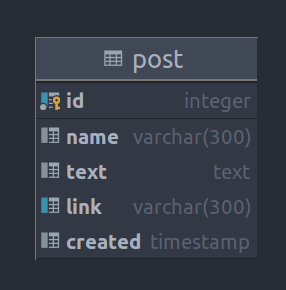 post
id integer
name varchar(300)
text text
link varchar(300)
created timestamp